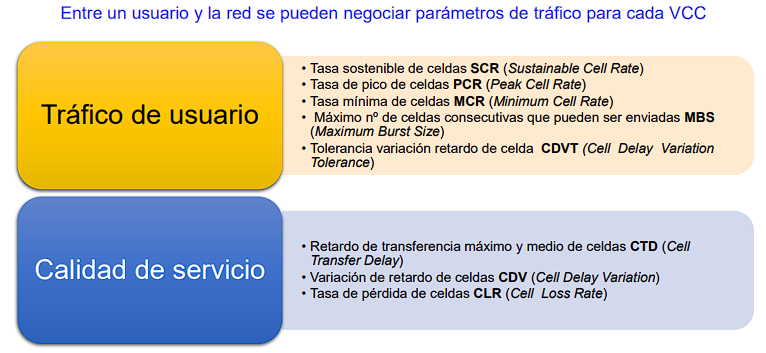 Entre un usuario y la red se pueden negociar parámetros de tráfico para cada VCC
Tráfico de usuario
• Tasa sostenible de celdas SCR (Sustainable Cell Rate)
• Tasa de pico de celdas PCR (Peak Cell Rate)
• Tasa mínima de celdas MCR (Minimum Cell Rate)
• Máximo nº de celdas consecutivas que pueden ser enviadas MBS
(Maximum Burst Size)
• Tolerancia variación retardo de celda CDVT (Cell Delay Variation
Tolerance)
Calidad de servicio
• Retardo de transferencia máximo y medio de celdas CTD (Cell
Transfer Delay)
• Variación de retardo de celdas CDV (Cell Delay Variation)
• Tasa de pérdida de celdas CLR (Cell Loss Rate)